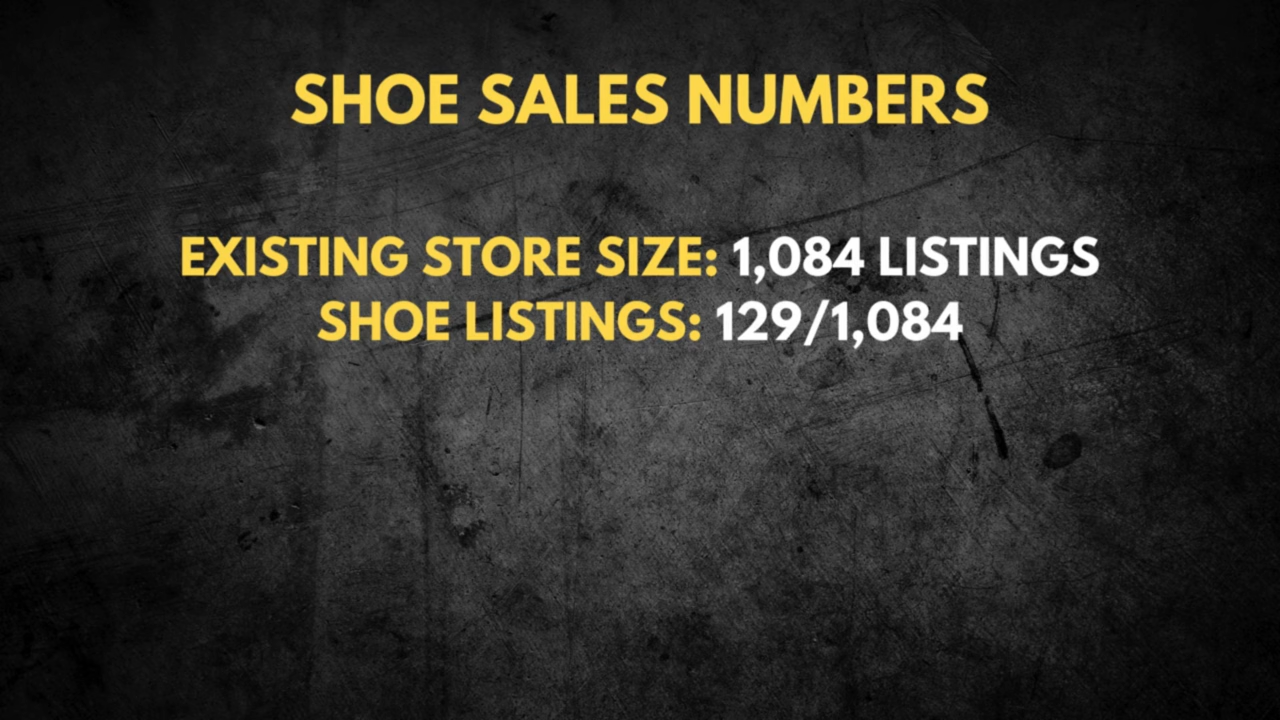 SHOE SALES NUMBERS
EXISTING STORE SIZE: 1,084 LISTINGS
SHOE LISTINGS: 129/1,084